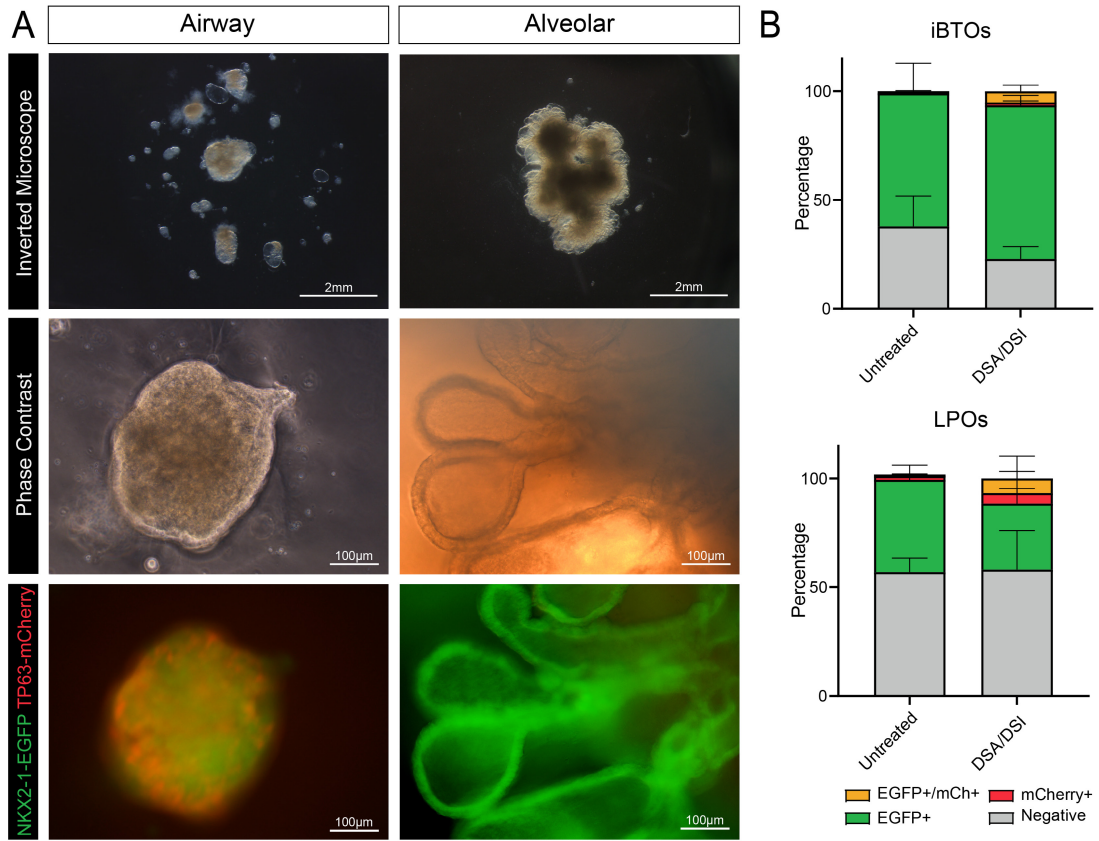 A
Airway
Alveolar
Inverted Microscope
2mm
2mm
Phase Contrast
100µm
100µm
NKX2-1-EGFP TP63-mCherry
100µm
100µm
B
iBTOs
Percentage
100
50
0
Untreated
DSA/DSI
LPOs
Percentage
100
50
0
Untreated
DSA/DSI
EGFP+/mCh+
mCherry+
EGFP+
Negative